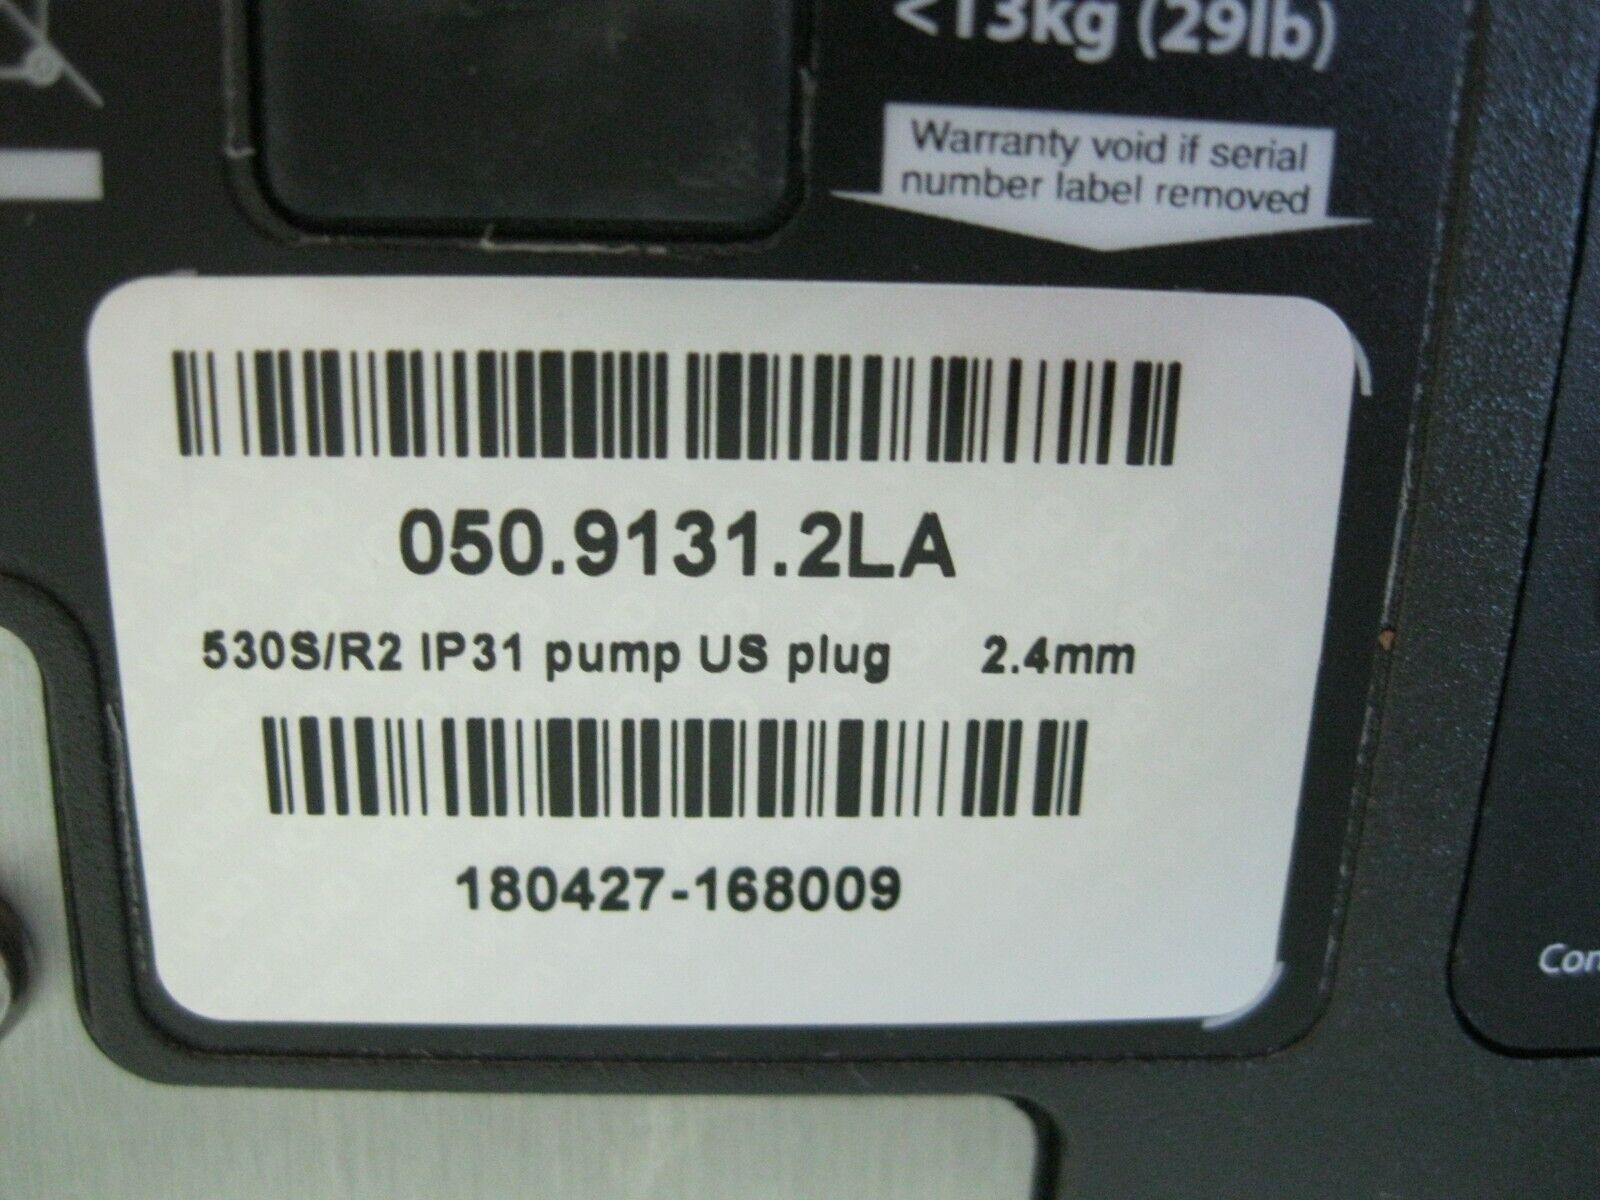 <13kg (29lb)
Warranty void if serial
number label removed
050.9131.2LA
530S/R2 IP31 pump US plug 2.4mm
180427-168009